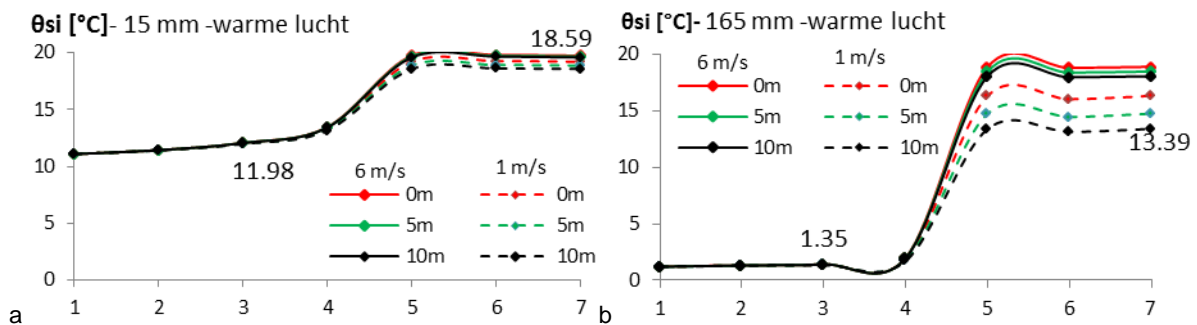 θsi [°C]- 15 mm -warme lucht
20
15
10
5
0
18.59
11.98
6 m/s 1 m/s
0m 0m
5m 5m
10m 10m
1 2 3 4 5 6 7
a
θsi [°C]- 165 mm -warme lucht
20
15
10
5
0
6 m/s 1 m/s
0m 0m
5m 5m
10m 10m
13.39
1.35
1 2 3 4 5 6 7
b